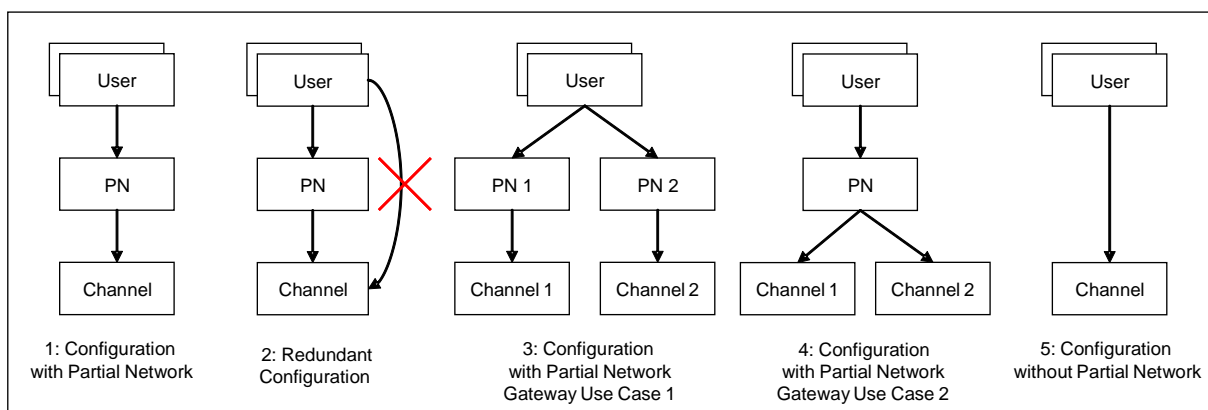 User
PN
Channel
1: Configuration
with Partial Network
User
PN
Channel
2: Redundant
Configuration
User
PN 1
PN 2
Channel 1
Channel 2
3: Configuration
with Partial Network
Gateway Use Case 1
User
PN
Channel 1
Channel 2
4: Configuration
with Partial Network
Gateway Use Case 2
User
Channel
5: Configuration
without Partial Network